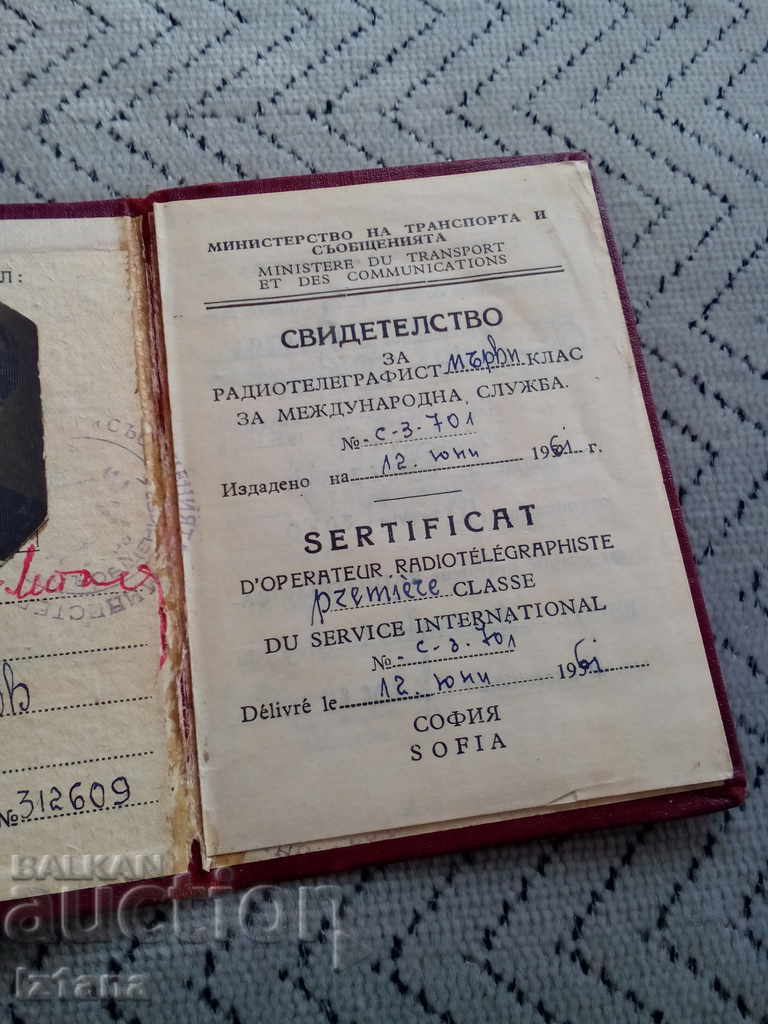 Л:
№ 312609
МИНИСТЕРСТВО НА ТРАНСПОРТА И
СЪОБЩЕНИЯТА
MINISTERE DU TRANSPORT
ET DES COMMUNICATIONS
СВИДЕТЕЛСТВО
ЗА
РАДИОТЕЛЕГРАФИСТ първи КЛАС
ЗА МЕЖДУНАРОДНА СЛУЖБА.
№ С-3-701
Издадено на 12. юни 1961 г.
SERTIFICAT
D'OPERATEUR RADIOTÉLÉGRAPHISTE
première CLASSE
DU SERVICE INTERNATIONAL
№ С-3-701
Délivré le 12. юни 1961
СОФИЯ
SOFIA
BALKAN
auction
Iztana